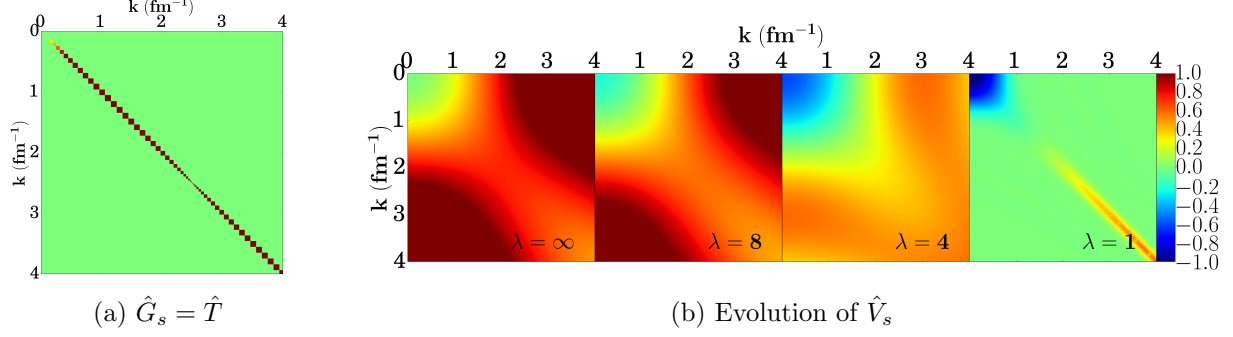 k (fm⁻¹)
0 1 2 3 4
0
1
2
3
4
k (fm⁻¹)
(a) Ĝₛ = T̂
k (fm⁻¹)
0 1 2 3 4 1 2 3 4 1 2 3 4 1 2 3 4
0
1
2
3
4
k (fm⁻¹)
λ = ∞
λ = 8
λ = 4
λ = 1
1.0
0.8
0.6
0.4
0.2
0.0
−0.2
−0.4
−0.6
−0.8
−1.0
(b) Evolution of V̂ₛ